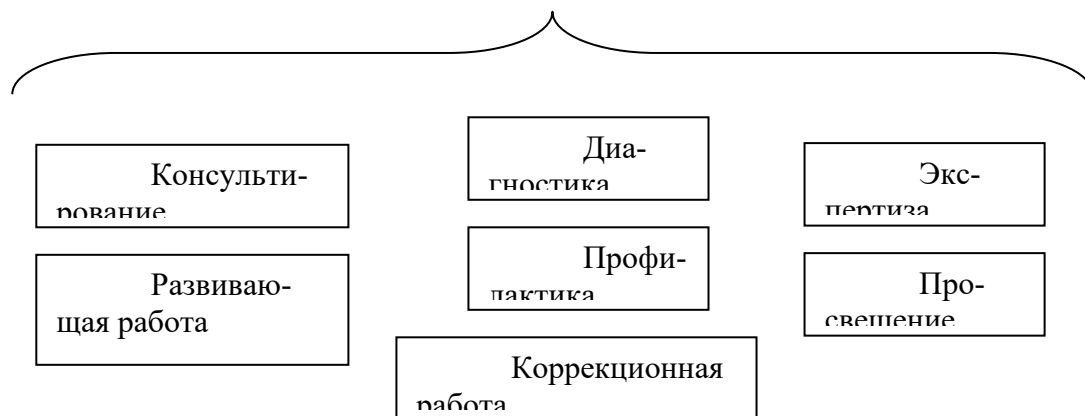 Консульти-
рование
Диа-
гностика
Экс-
пертиза
Развиваю-
щая работа
Профи-
лактика
Про-
свещение
Коррекционная
работа